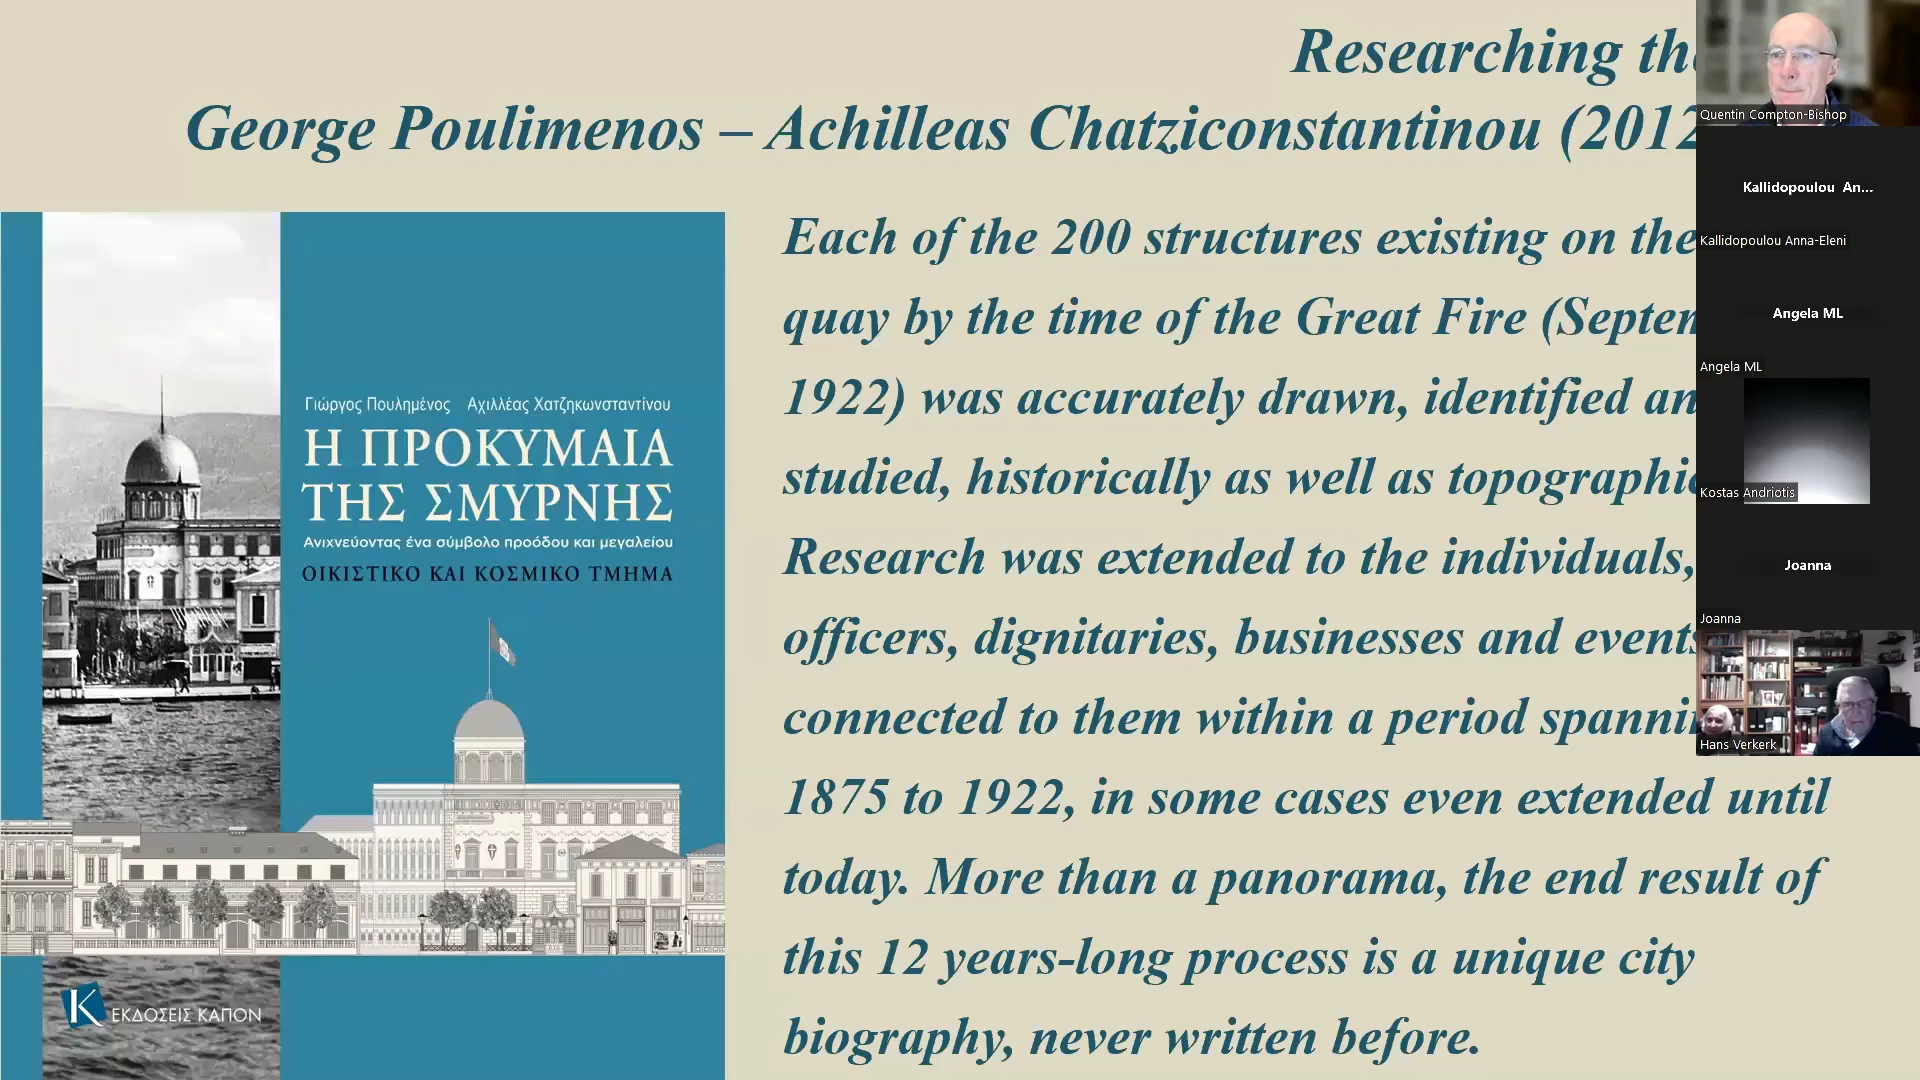 Researching
George Poulimenos – Achilleas Chatziconstantinou (2012
Each of the 200 structures existing on the
quay by the time of the Great Fire (
1922) was accurately drawn, identified
studied, historically as well as
Research was extended to the individuals,
officers, dignitaries, businesses and events
connected to them within a period
1875 to 1922, in some cases even extended until
today. More than a panorama, the end result of
this 12 years-long process is a unique city
biography, never written before.
Γιώργος Πουλημένος Αχιλλέας Χατζηκωνσταντίνου
Η ΠΡΟΚΥΜΑΙΑ
ΤΗΣ ΣΜΥΡΝΗΣ
Ανιχνεύοντας ένα σύμβολο προόδου και μεγαλείου
ΟΙΚΙΣΤΙΚΟ ΚΑΙ ΚΟΣΜΙΚΟ ΤΜΗΜΑ
Κ ΕΚΔΟΣΕΙΣ ΚΑΠΟΝ
Quentin Compton-Bishop
Kallidopoulou An...
Kallidopoulou Anna-Eleni
Angela ML
Angela ML
Kostas Andriotis
Joanna
Joanna
Hans Verkerk